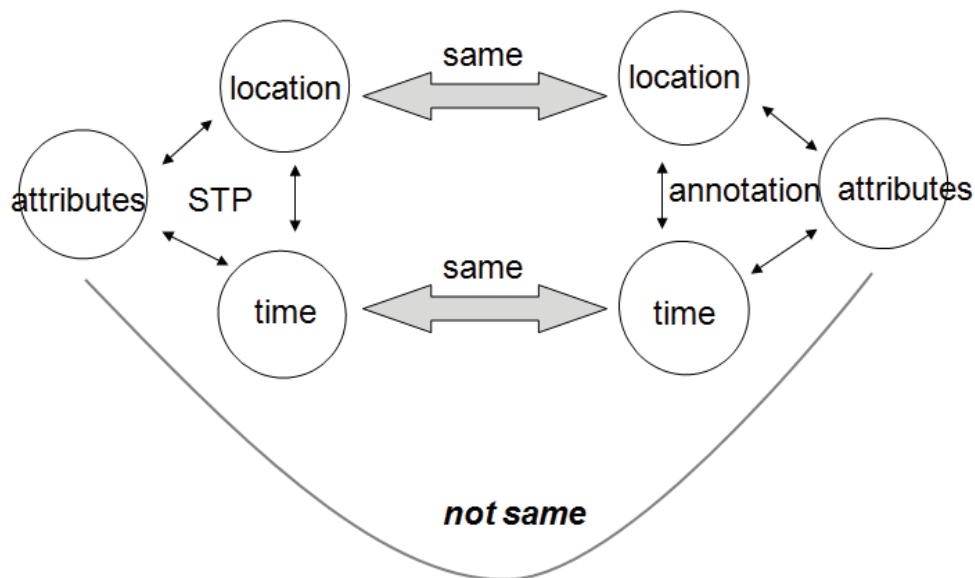 same
location
location
attributes
STP
annotation
attributes
same
time
time
not same